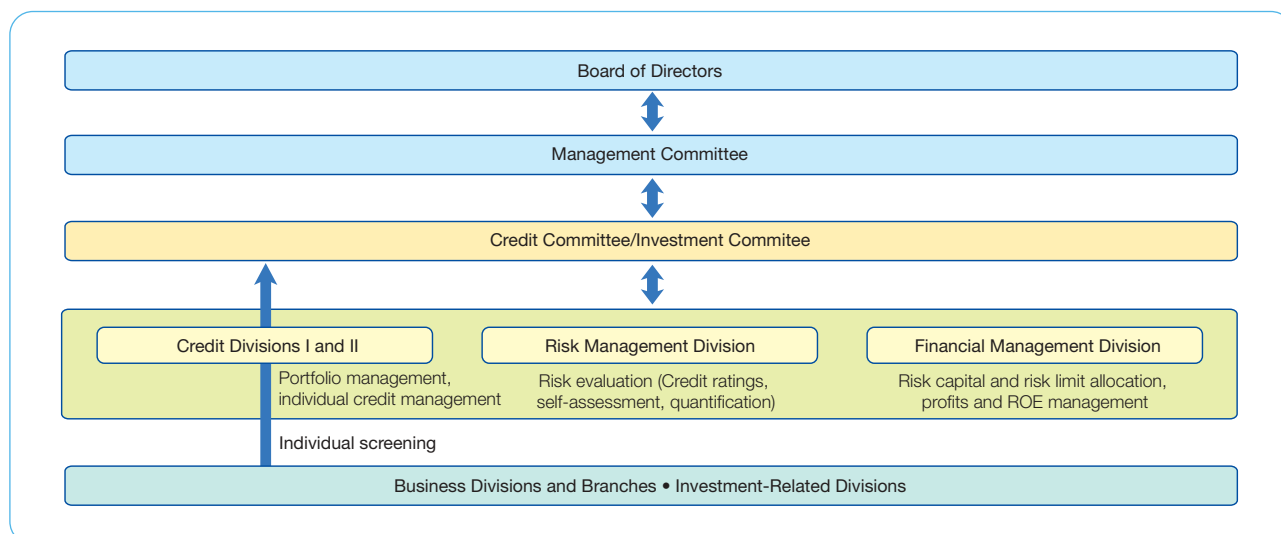 Board of Directors
Management Committee
Credit Committee/Investment Commitee
Credit Divisions I and II
Portfolio management,
individual credit management
Risk Management Division
Risk evaluation (Credit ratings,
self-assessment, quantification)
Financial Management Division
Risk capital and risk limit allocation,
profits and ROE management
Individual screening
Business Divisions and Branches • Investment-Related Divisions